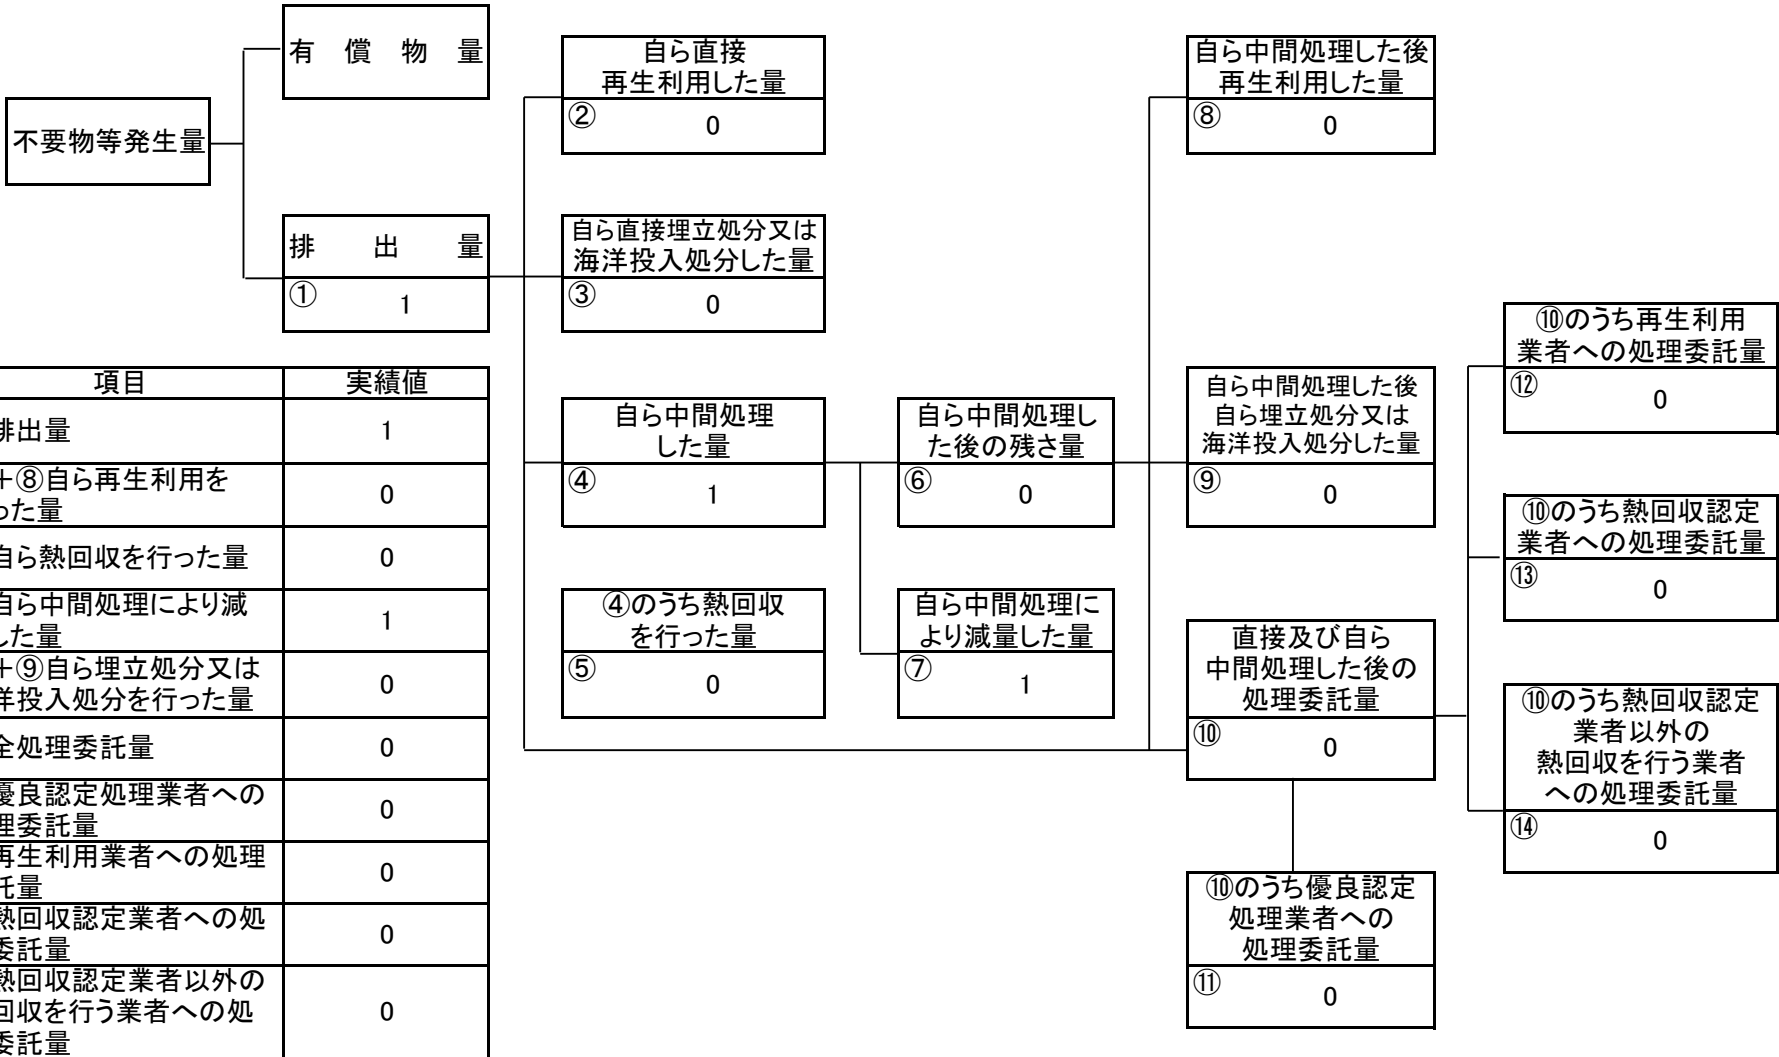 有償物量
不要物等発生量
排出量
① 1
自ら直接
再生利用した量
② 0
自ら直接埋立処分又は
海洋投入処分した量
③ 0
自ら中間処理
した量
④ 1
④のうち熱回収
を行った量
⑤ 0
自ら中間処理し
た後の残さ量
⑥ 0
自ら中間処理に
より減量した量
⑦ 1
自ら中間処理した後
再生利用した量
⑧ 0
自ら中間処理した後
自ら埋立処分又は
海洋投入処分した量
⑨ 0
直接及び自ら
中間処理した後の
処理委託量
⑩ 0
⑩のうち優良認定
処理業者への
処理委託量
⑪ 0
⑩のうち再生利用
業者への処理委託量
⑫ 0
⑩のうち熱回収認定
業者への処理委託量
⑬ 0
⑩のうち熱回収認定
業者以外の
熱回収を行う業者
への処理委託量
⑭ 0
項目 実績値
排出量 1
+⑧自ら再生利用を
った量 0
自ら熱回収を行った量 0
自ら中間処理により減
した量 1
+⑨自ら埋立処分又は
洋投入処分を行った量 0
全処理委託量 0
優良認定処理業者への
理委託量 0
再生利用業者への処理
託量 0
熱回収認定業者への処
委託量 0
熱回収認定業者以外の
回収を行う業者への処
委託量 0